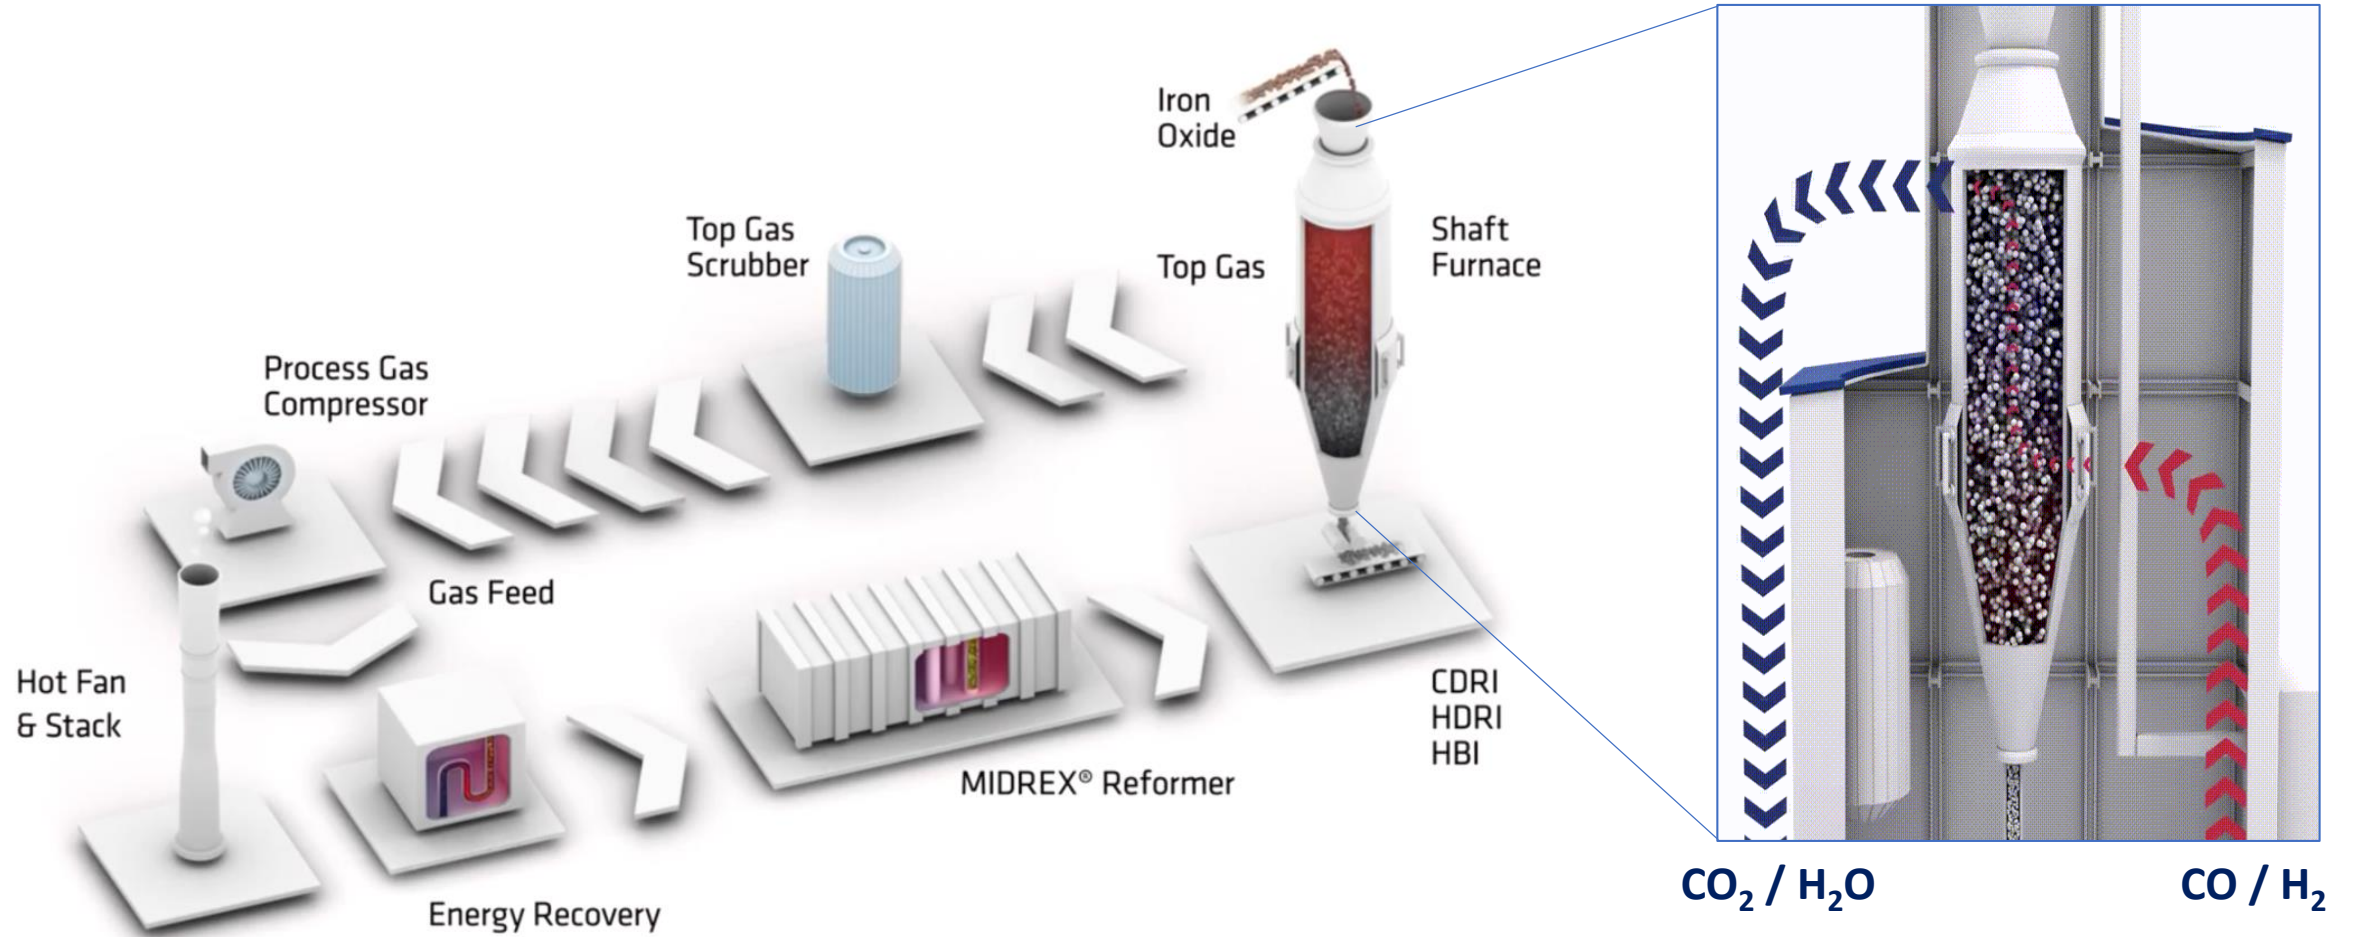 Iron
Oxide
Top Gas
Scrubber
Top Gas
Shaft
Furnace
Process Gas
Compressor
Gas Feed
Hot Fan
& Stack
CDRI
HDRI
HBI
MIDREX® Reformer
Energy Recovery
CO₂ / H₂O
CO / H₂